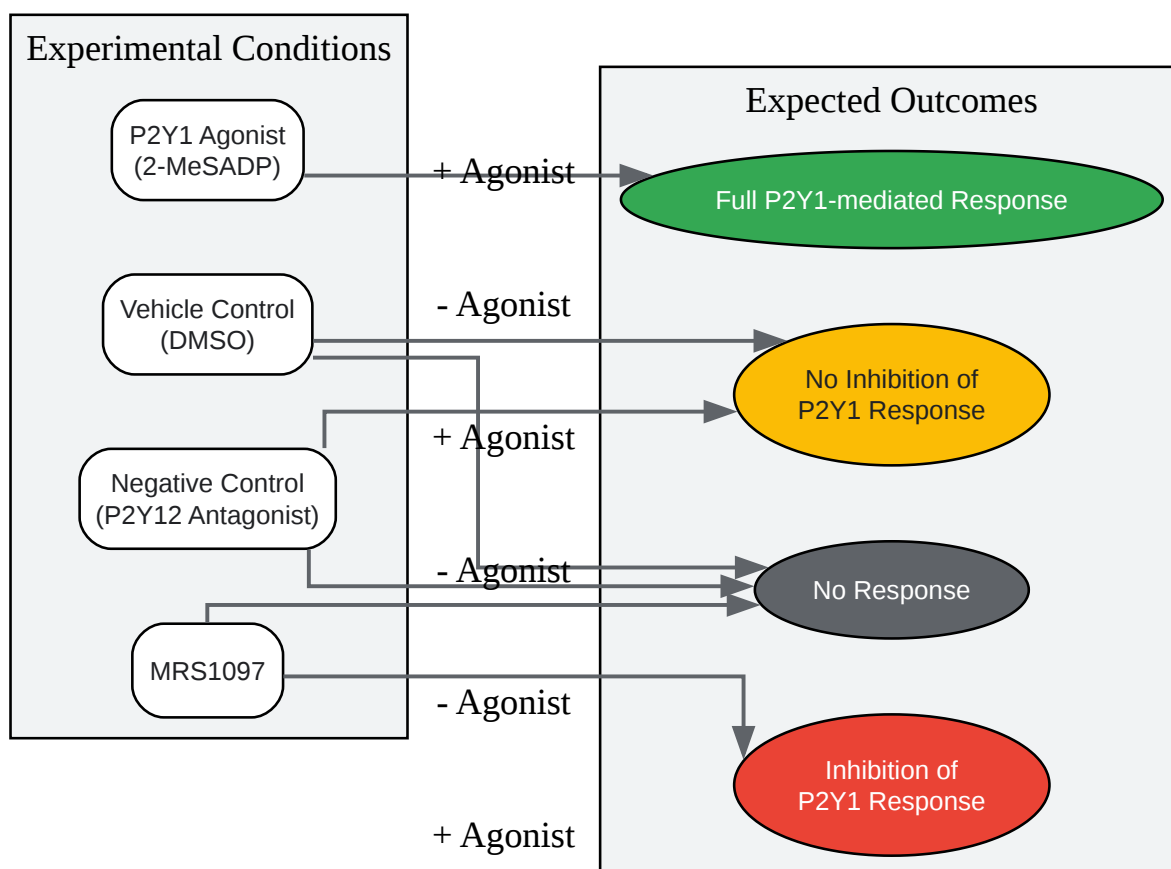 Experimental Conditions
P2Y1 Agonist
(2-MeSADP)
Vehicle Control
(DMSO)
Negative Control
(P2Y12 Antagonist)
MRS1097
+ Agonist
- Agonist
+ Agonist
- Agonist
- Agonist
+ Agonist
Expected Outcomes
Full P2Y1-mediated Response
No Inhibition of
P2Y1 Response
No Response
Inhibition of
P2Y1 Response